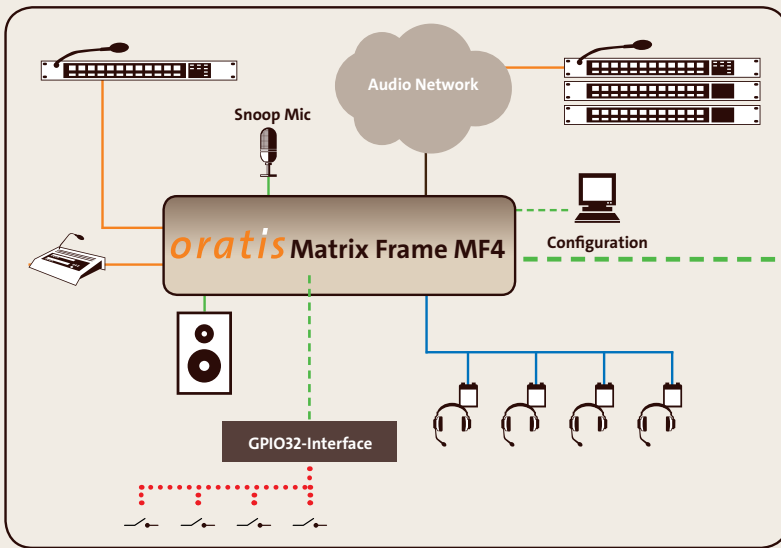 Audio Network
Snoop Mic
oratis Matrix Frame MF4
Configuration
GPIO32-Interface